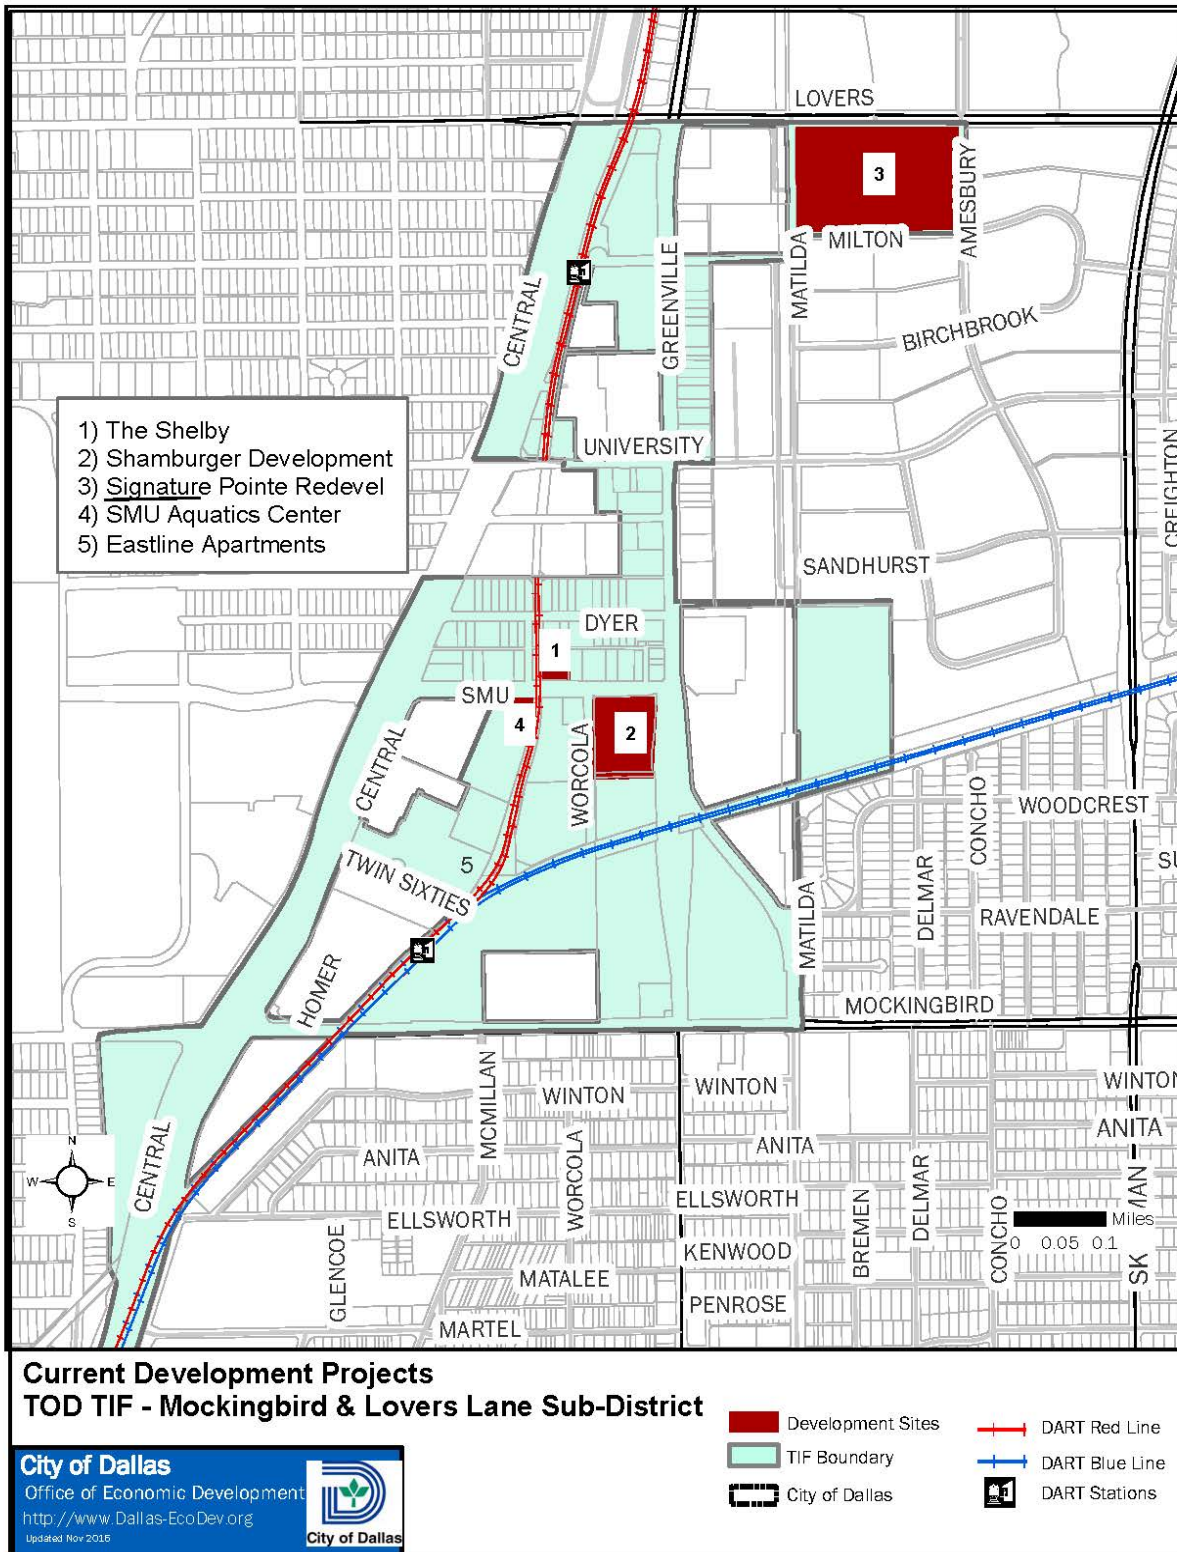 LOVERS
3
AMESBURY
MILTON
MATILDA
GREENVILLE
CENTRAL
BIRCHBROOK
1) The Shelby
2) Shamburger Development
3) Signature Pointe Redevel
4) SMU Aquatics Center
5) Eastline Apartments
UNIVERSITY
CREIGHTON
SANDHURST
DYER
1
SMU
4
2
WORCOLA
CENTRAL
CONCHO
WOODCREST
TWIN SIXTIES
5
DELMAR
SU
RAVENDALE
MATILDA
HOMER
MOCKINGBIRD
MCMILLAN
WINTON
WINTON
WINTON
ANITA
ANITA
ANITA
N
W E
S
CENTRAL
WORCOLA
DELMAR
ELLSWORTH
ELLSWORTH
BREMEN
CONCHO
SK MAN
Miles
0 0.05 0.1
GLENCOE
KENWOOD
MATALEE
PENROSE
MARTEL
Current Development Projects
TOD TIF - Mockingbird & Lovers Lane Sub-District
Development Sites
TIF Boundary
City of Dallas
DART Red Line
DART Blue Line
DART Stations
City of Dallas
Office of Economic Development
http://www.Dallas-EcoDev.org
City of Dallas